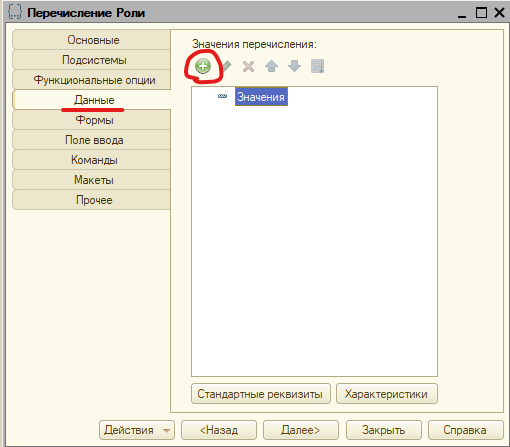 Перечисление Роли
Основные
Подсистемы
Функциональные опции
Данные
Формы
Поле ввода
Команды
Макеты
Прочее
Значения перечисления:
Значения
Стандартные реквизиты
Характеристики
Действия
<Назад
Далее>
Закрыть
Справка